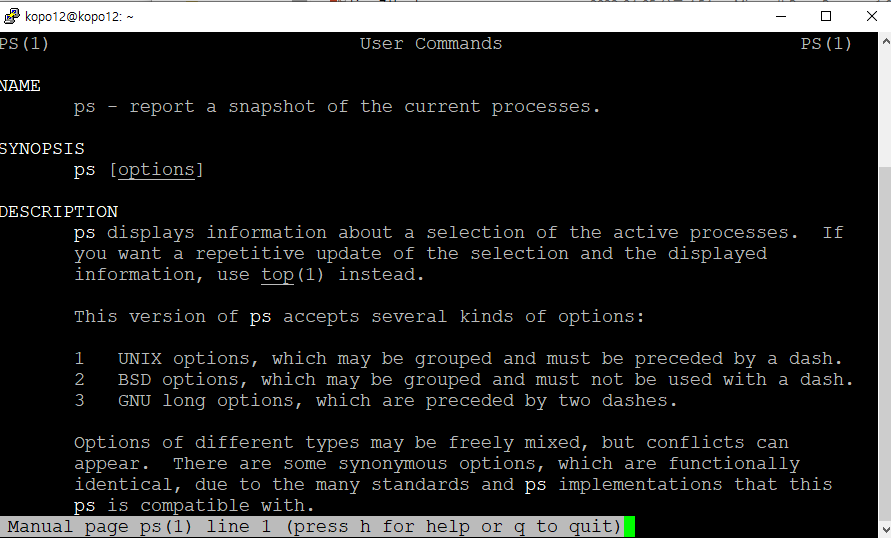 kopo12@kopo12: ~
PS(1) User Commands PS(1)
NAME
ps - report a snapshot of the current processes.
SYNOPSIS
ps [options]
DESCRIPTION
ps displays information about a selection of the active processes. If
you want a repetitive update of the selection and the displayed
information, use top(1) instead.
This version of ps accepts several kinds of options:
1 UNIX options, which may be grouped and must be preceded by a dash.
2 BSD options, which may be grouped and must not be used with a dash.
3 GNU long options, which are preceded by two dashes.
Options of different types may be freely mixed, but conflicts can
appear. There are some synonymous options, which are functionally
identical, due to the many standards and ps implementations that this
ps is compatible with.
Manual page ps(1) line 1 (press h for help or q to quit)